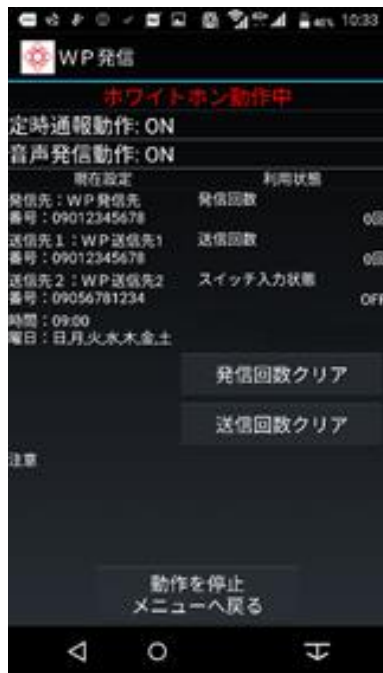 46% 10:33
WP発信
ホワイトホン動作中
定時通報動作: ON
音声発信動作: ON
現在設定
利用状態
発信先：WP発信先
番号：09012345678
発信回数
0回
送信先1：WP送信先1
番号：09012345678
送信回数
0回
送信先2：WP送信先2
番号：09056781234
スイッチ入力状態
OFF
時間：09:00
曜日：日,月,火,水,木,金,土
発信回数クリア
送信回数クリア
注意
動作を停止
メニューへ戻る